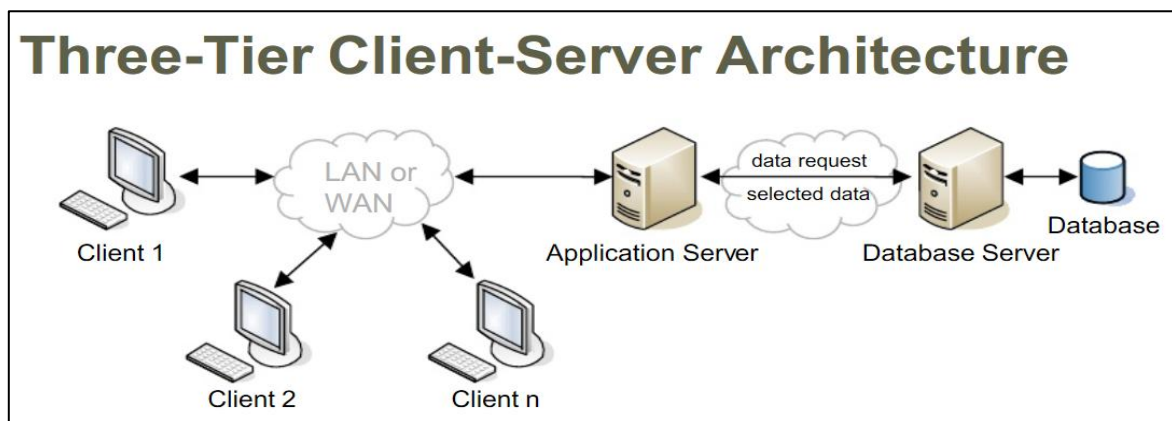 Three-Tier Client-Server Architecture
LAN or
WAN
data request
selected data
Client 1
Application Server
Database Server
Database
Client 2
Client n